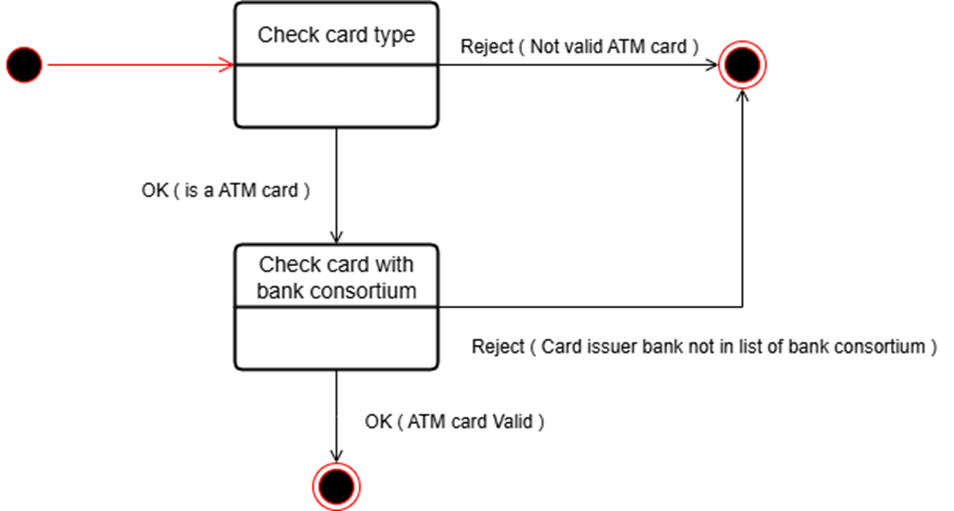 Check card type
Reject ( Not valid ATM card )
OK ( is a ATM card )
Check card with
bank consortium
Reject ( Card issuer bank not in list of bank consortium )
OK ( ATM card Valid )